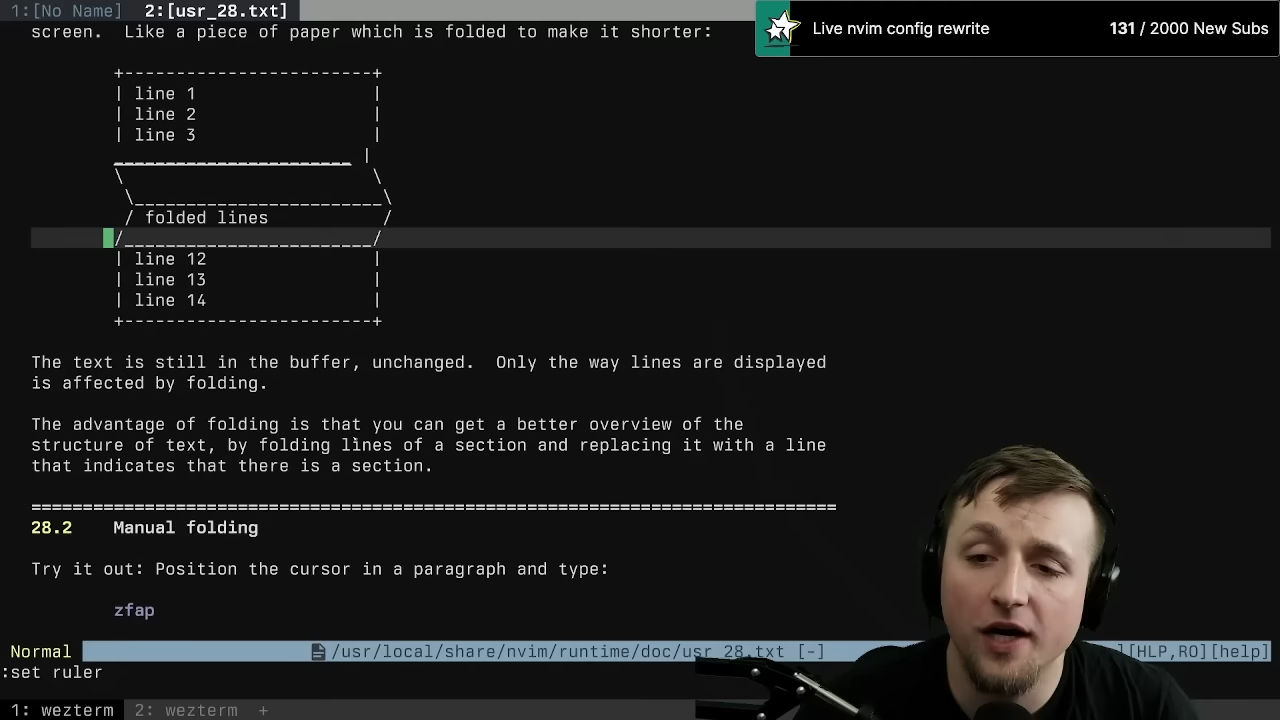 1:[No Name]  2:[usr_28.txt]
Live nvim config rewrite 131 / 2000 New Subs
screen.  Like a piece of paper which is folded to make it shorter:
+------------------------+
| line 1                 |
| line 2                 |
| line 3                 |
_______________________ |
\                        \
\________________________\
/ folded lines           /
/________________________/
| line 12                |
| line 13                |
| line 14                |
+------------------------+
The text is still in the buffer, unchanged.  Only the way lines are displayed
is affected by folding.
The advantage of folding is that you can get a better overview of the
structure of text, by folding lines of a section and replacing it with a line
that indicates that there is a section.
==============================================================================
28.2    Manual folding
Try it out: Position the cursor in a paragraph and type:
zfap
Normal /usr/local/share/nvim/runtime/doc/usr_28.txt [-] ][HLP,RO][help]
:set ruler
1: wezterm  2: wezterm  +